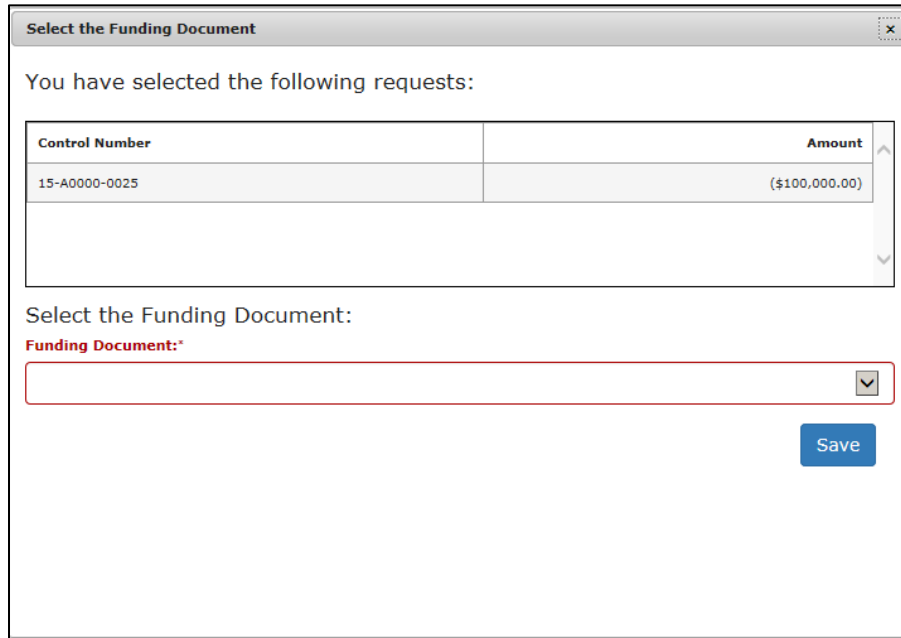 Select the Funding Document
x
You have selected the following requests:
Control Number Amount
15-A0000-0025 ($100,000.00)
Select the Funding Document:
Funding Document:*
Save